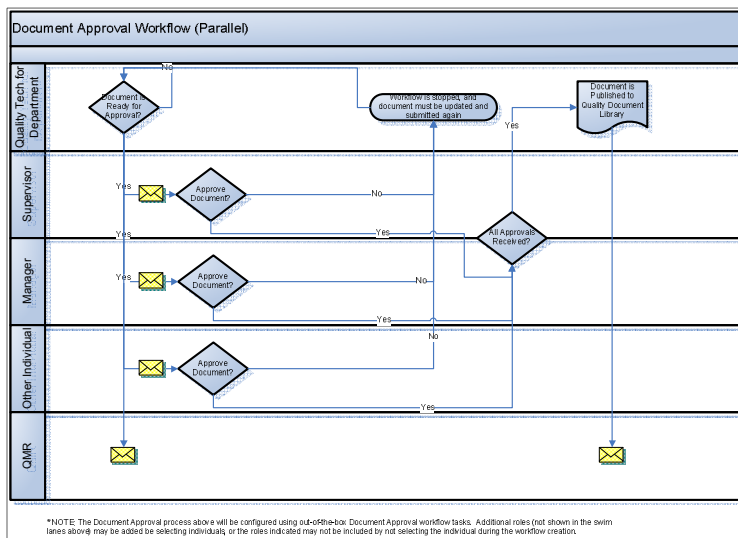 Document Approval Workflow (Parallel)
Quality Tech. for
Department
No
Document is
Ready for
Approval?
Workflow is stopped, and
document must be updated and
submitted again
Document is
Published to
Quality Document
Library
Yes
Supervisor
Yes
Approve
Document?
No
Yes
Yes
All Approvals
Received?
Manager
Yes
Approve
Document?
No
Yes
Other Individual
Approve
Document?
No
Yes
QMR
*NOTE: The Document Approval process above will be configured using out-of-the-box Document Approval workflow tasks. Additional roles (not shown in the swim
lanes above) may be added be selecting individuals, or the roles indicated may not be included by not selecting the individual during the workflow creation.